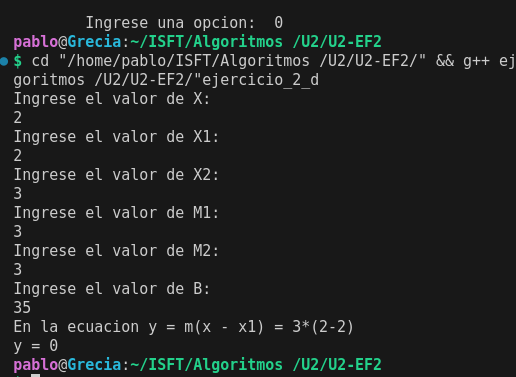 Ingrese una opcion:  0
pablo@Grecia:~/ISFT/Algoritmos /U2/U2-EF2
$ cd "/home/pablo/ISFT/Algoritmos /U2/U2-EF2/" && g++ ej
goritmos /U2/U2-EF2/"ejercicio_2_d
Ingrese el valor de X:
2
Ingrese el valor de X1:
2
Ingrese el valor de X2:
3
Ingrese el valor de M1:
3
Ingrese el valor de M2:
3
Ingrese el valor de B:
35
En la ecuacion y = m(x - x1) = 3*(2-2)
y = 0
pablo@Grecia:~/ISFT/Algoritmos /U2/U2-EF2